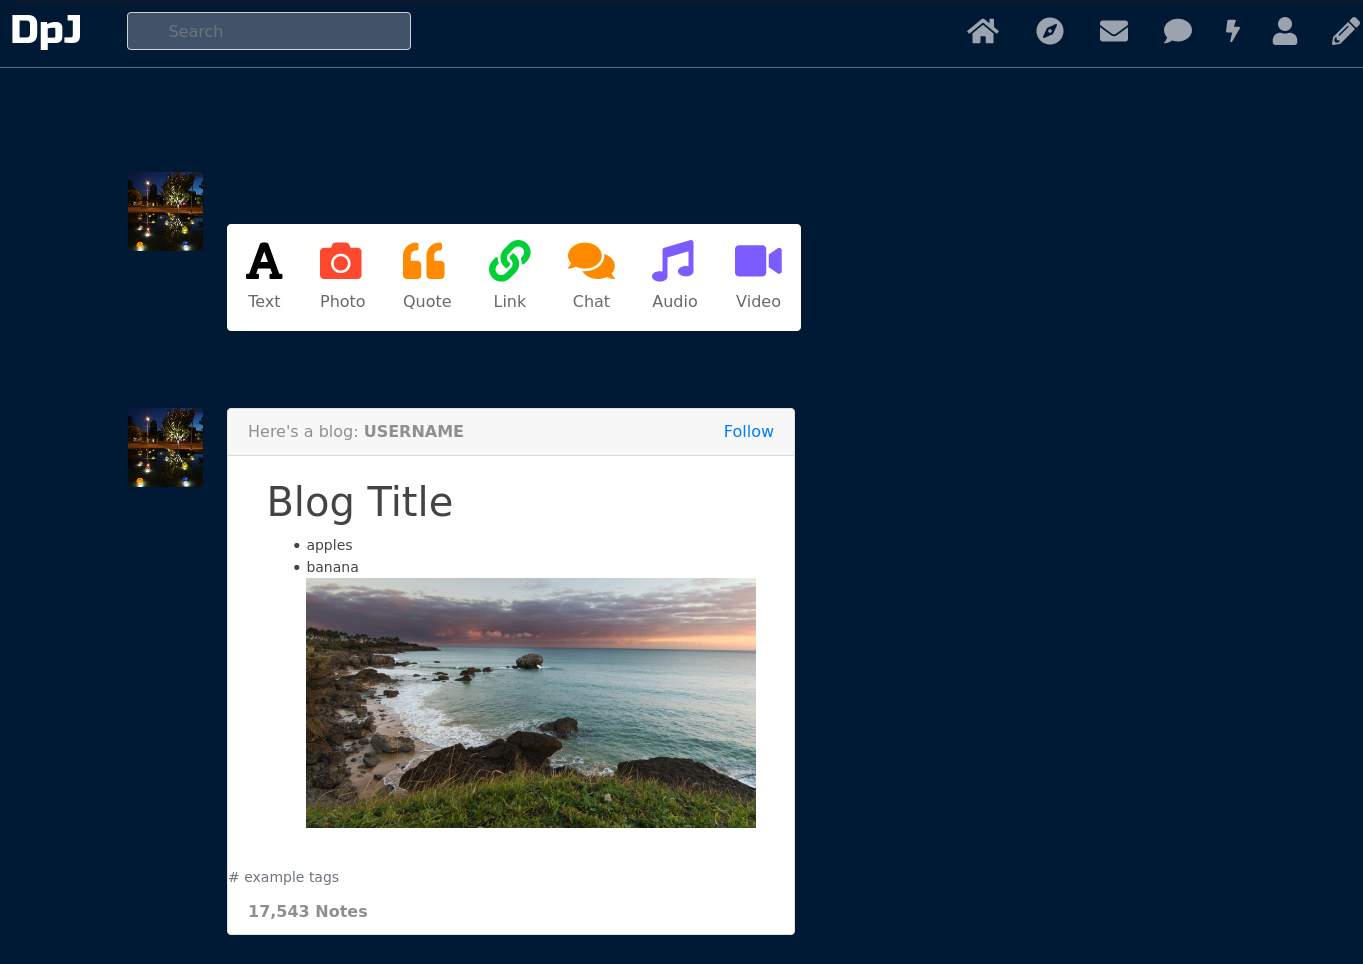 DpJ
Search
Text Photo Quote Link Chat Audio Video
Here's a blog: USERNAME Follow
Blog Title
• apples
• banana
# example tags
17,543 Notes